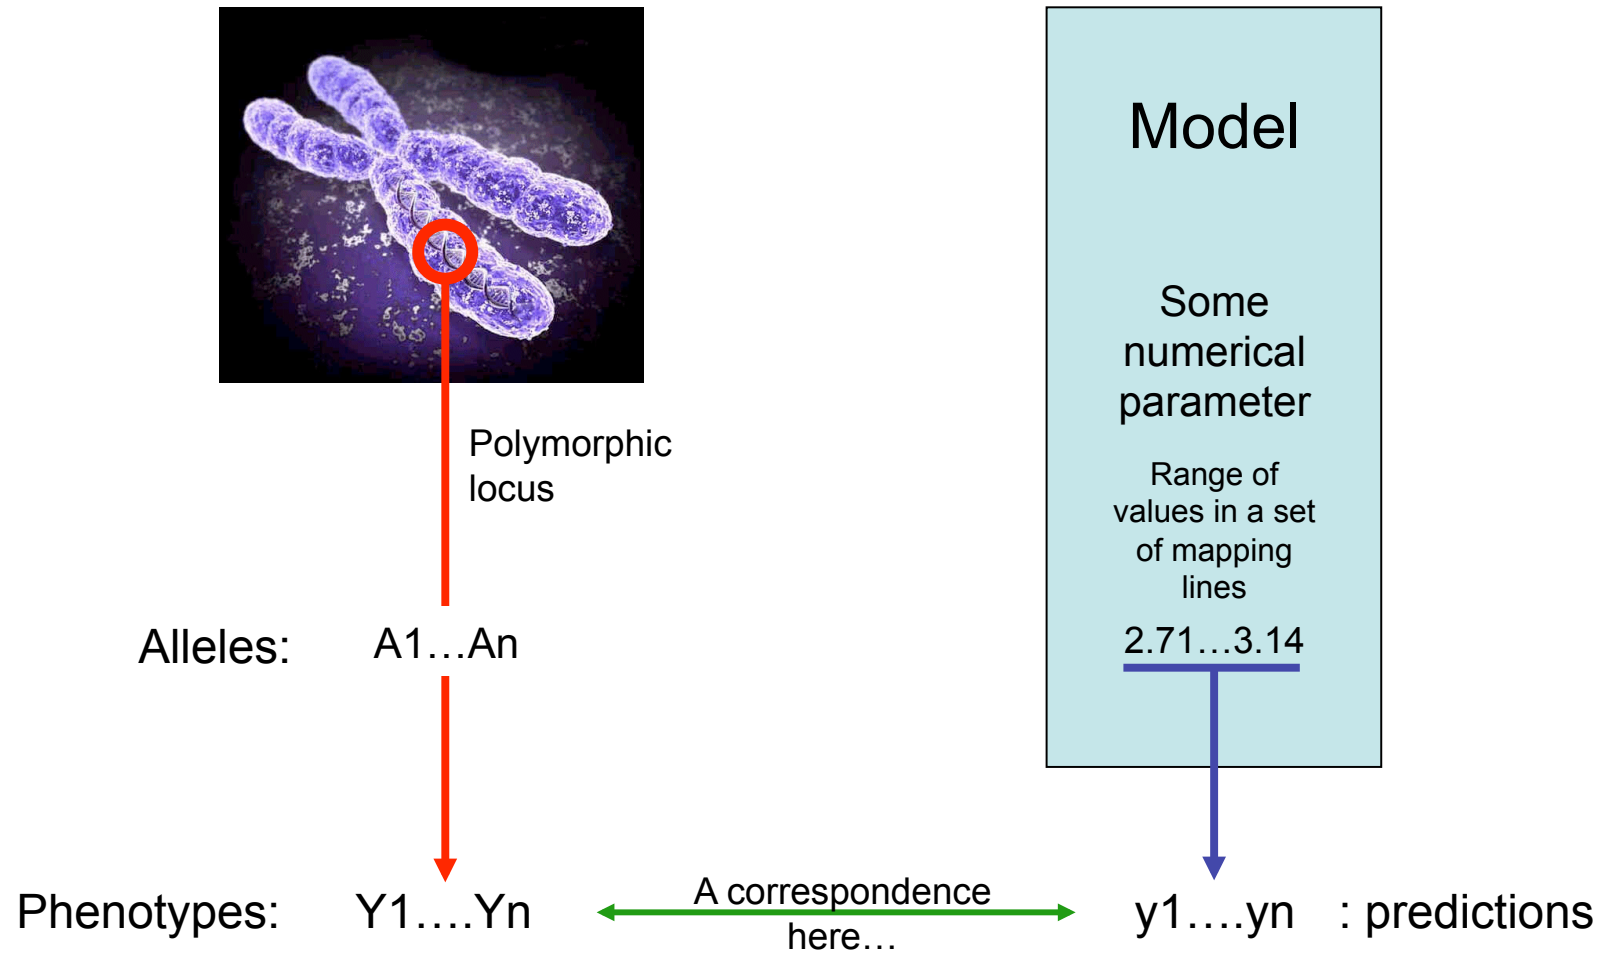 Model
Some
numerical
parameter
Polymorphic
locus
Range of
values in a set
of mapping
lines
Alleles: A1…An
2.71…3.14
Phenotypes: Y1….Yn
A correspondence
here…
y1….yn : predictions